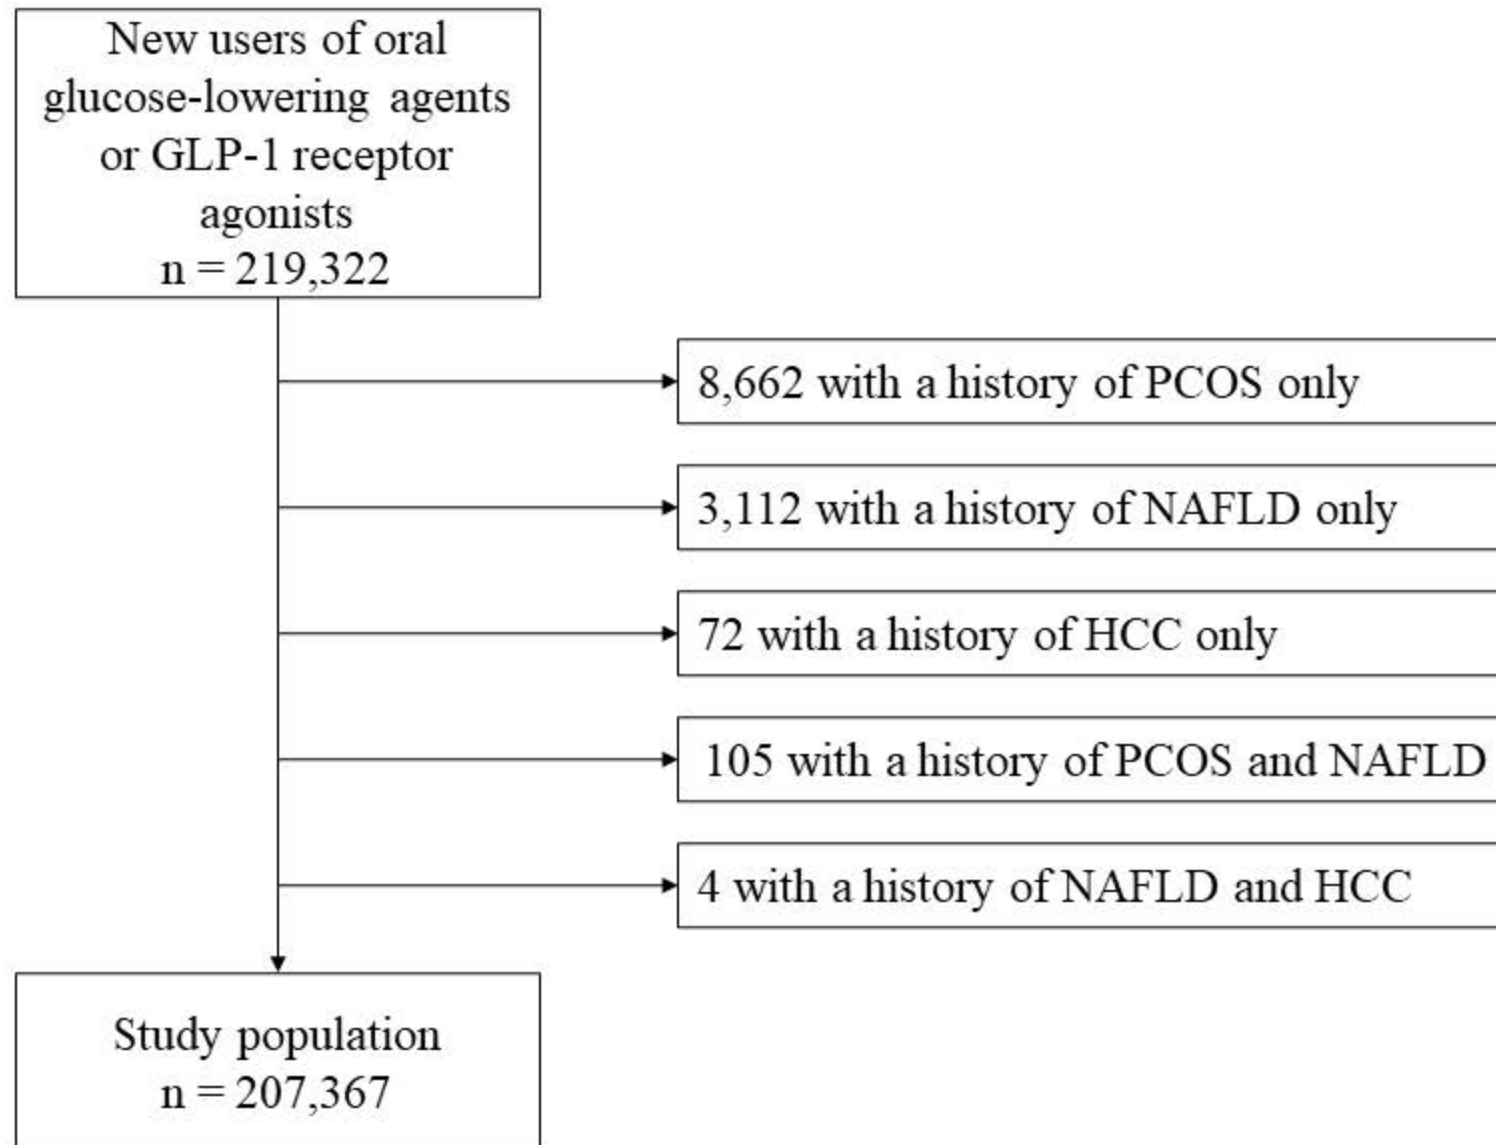 New users of oral
glucose-lowering agents
or GLP-1 receptor
agonists
n = 219,322
8,662 with a history of PCOS only
3,112 with a history of NAFLD only
72 with a history of HCC only
105 with a history of PCOS and NAFLD
4 with a history of NAFLD and HCC
Study population
n = 207,367